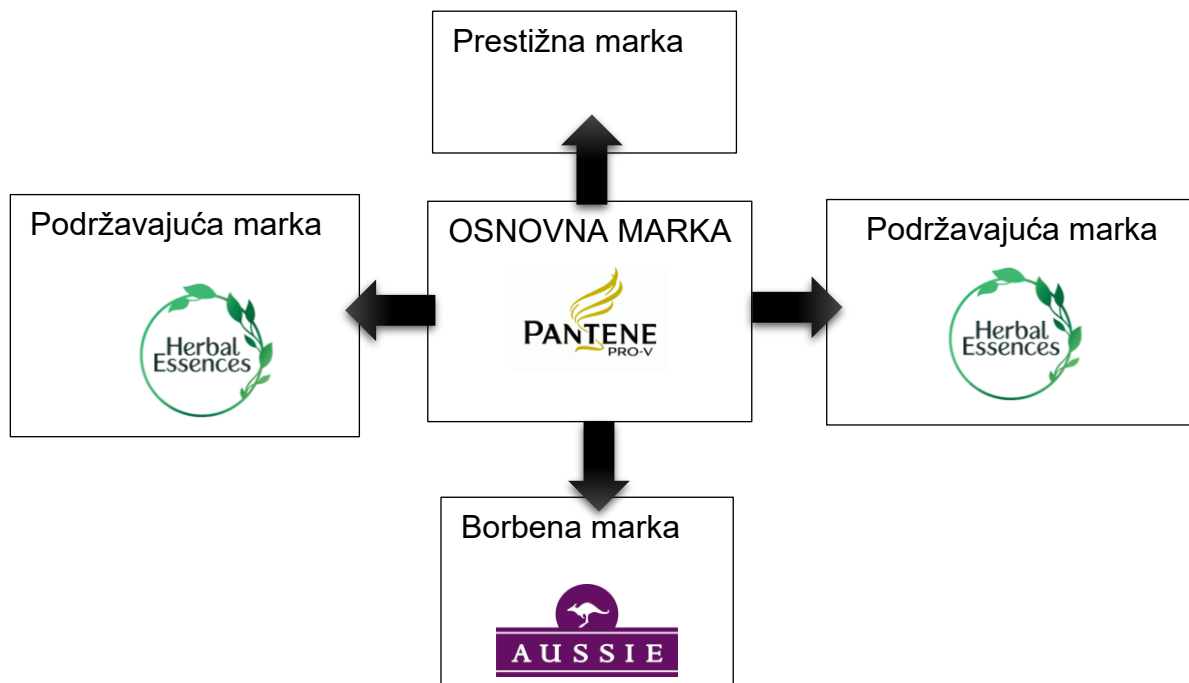 Prestižna marka
Podržavajuća marka
Herbal
Essences
OSNOVNA MARKA
PANTENE
PRO-V
Podržavajuća marka
Herbal
Essences
Borbena marka
AUSSIE